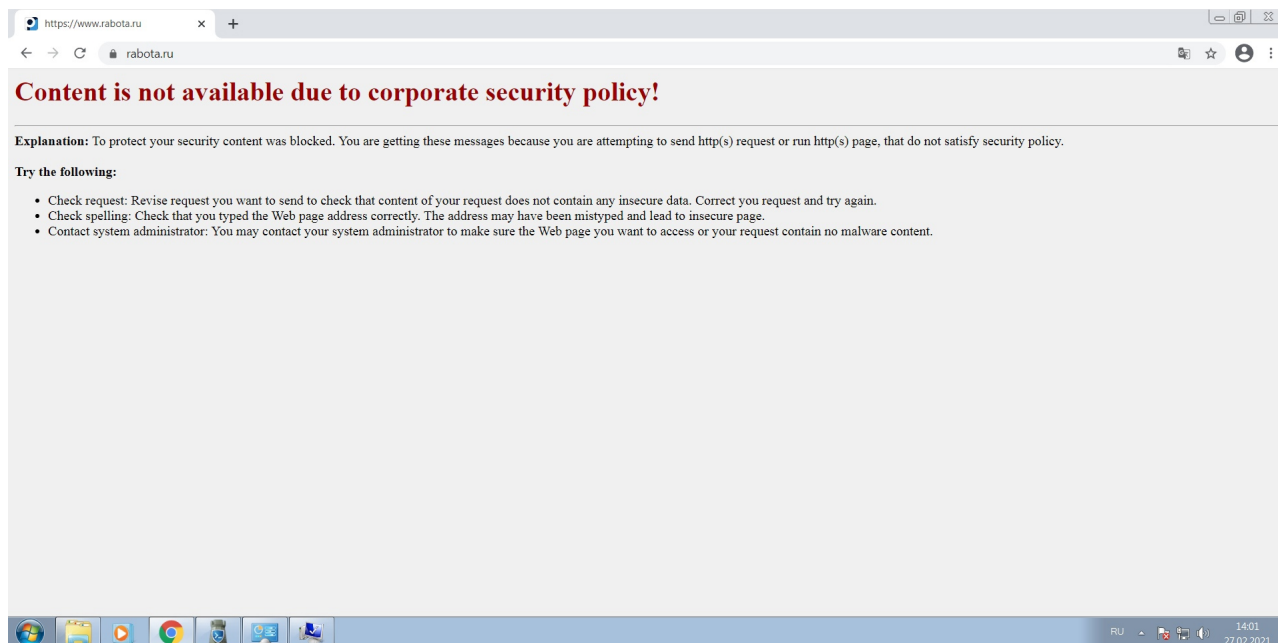 https://www.rabota.ru
rabota.ru
Content is not available due to corporate security policy!
Explanation: To protect your security content was blocked. You are getting these messages because you are attempting to send http(s) request or run http(s) page, that do not satisfy security policy.
Try the following:
• Check request: Revise request you want to send to check that content of your request does not contain any insecure data. Correct you request and try again.
• Check spelling: Check that you typed the Web page address correctly. The address may have been mistyped and lead to insecure page.
• Contact system administrator: You may contact your system administrator to make sure the Web page you want to access or your request contain no malware content.
RU
14:01
27.02.2021